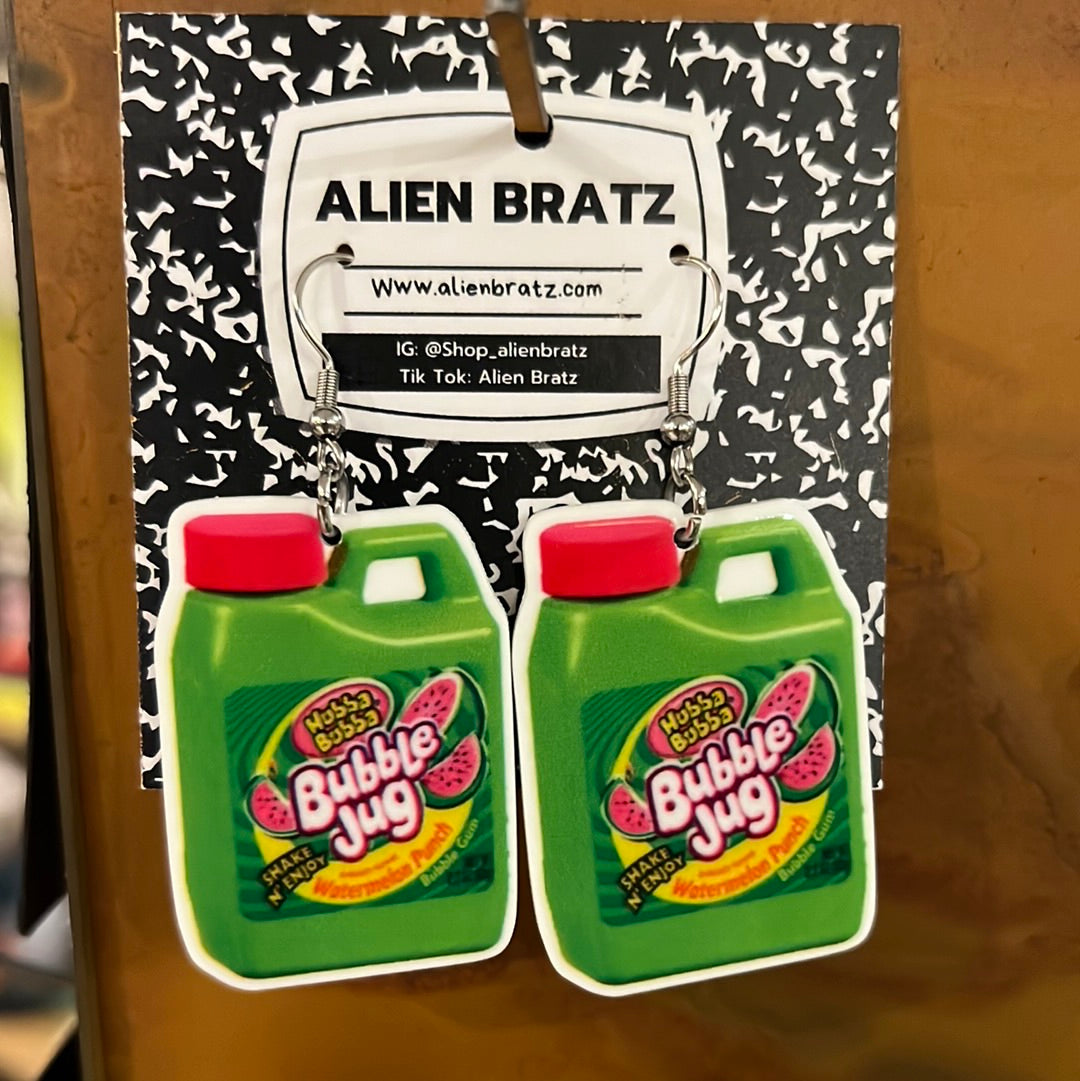 ALIEN BRATZ
Www.alienbratz.com
IG: @Shop_alienbratz
Tik Tok: Alien Bratz
Hubba
Bubba
Bubble
Jug
SHAKE
N' ENJOY
Watermelon Punch
Bubble Gum
Hubba
Bubba
Bubble
Jug
SHAKE
N' ENJOY
Watermelon Punch
Bubble Gum